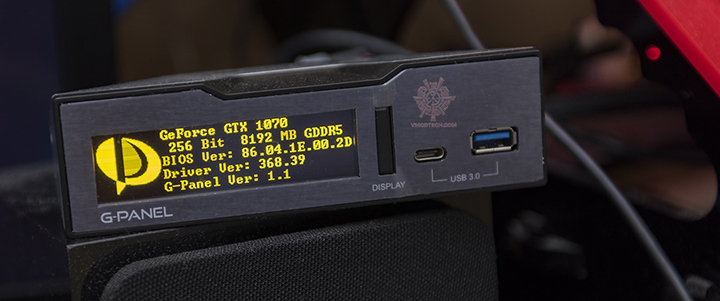 GeForce GTX 1070
256 Bit 8192 MB GDDR5
BIOS Ver: 86.04.1E.00.2D
Driver Ver: 368.39
G-Panel Ver: 1.1
G-PANEL
DISPLAY
USB 3.0